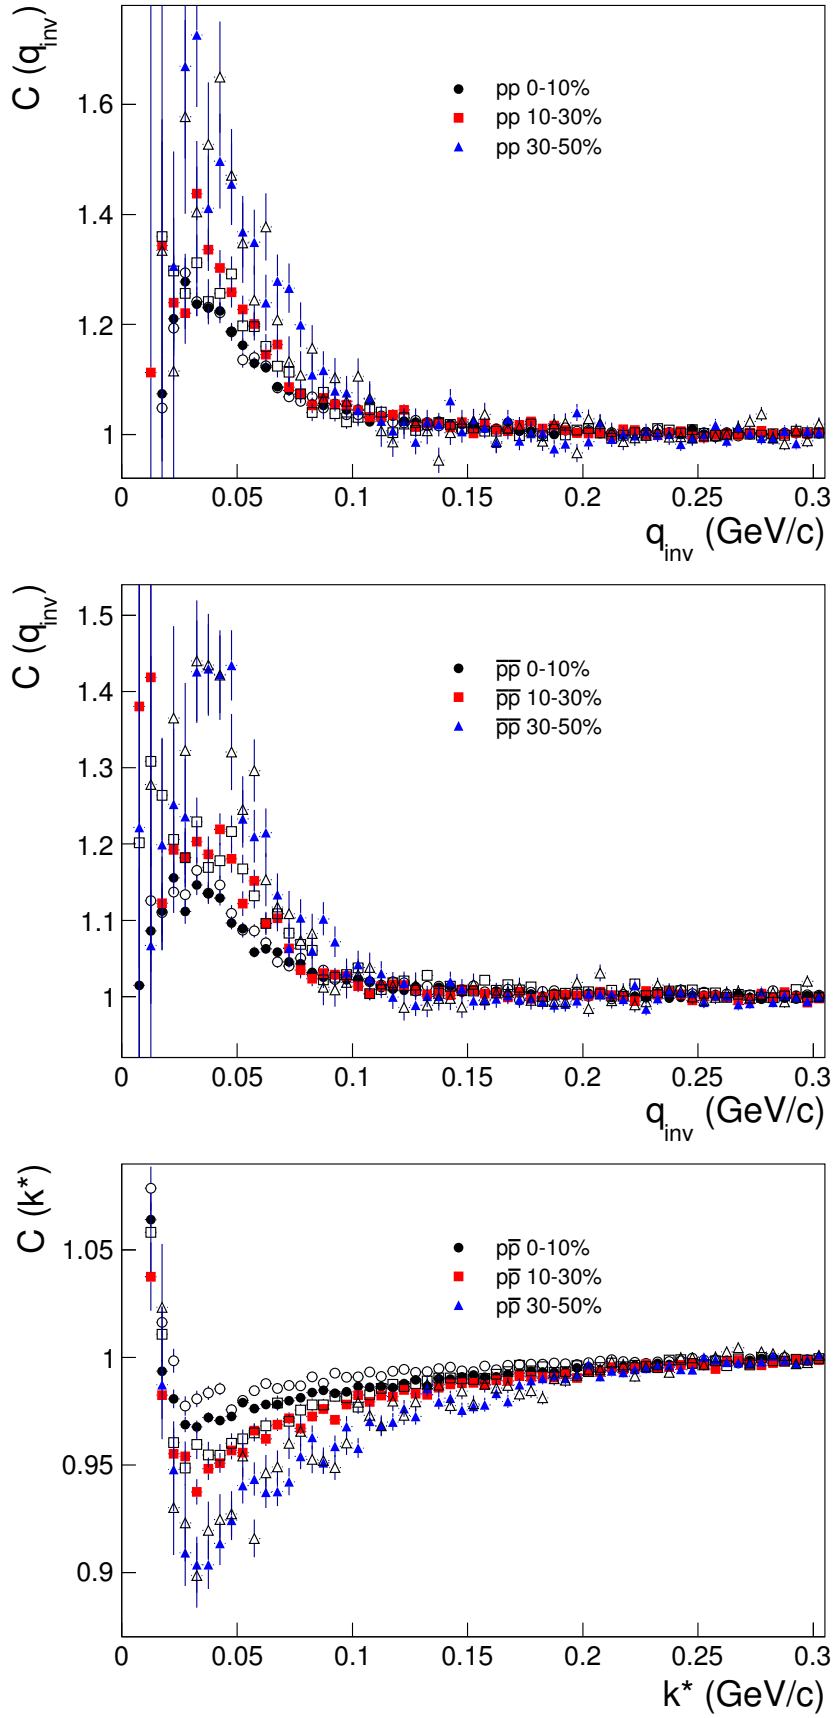 C (q_inv)
1.6
1.4
1.2
1
pp 0-10%
pp 10-30%
pp 30-50%
0 0.05 0.1 0.15 0.2 0.25 0.3
q_inv (GeV/c)
C (q_inv)
1.5
1.4
1.3
1.2
1.1
1
p̅p̅ 0-10%
p̅p̅ 10-30%
p̅p̅ 30-50%
0 0.05 0.1 0.15 0.2 0.25 0.3
q_inv (GeV/c)
C (k*)
1.05
1
0.95
0.9
pp̅ 0-10%
pp̅ 10-30%
pp̅ 30-50%
0 0.05 0.1 0.15 0.2 0.25 0.3
k* (GeV/c)